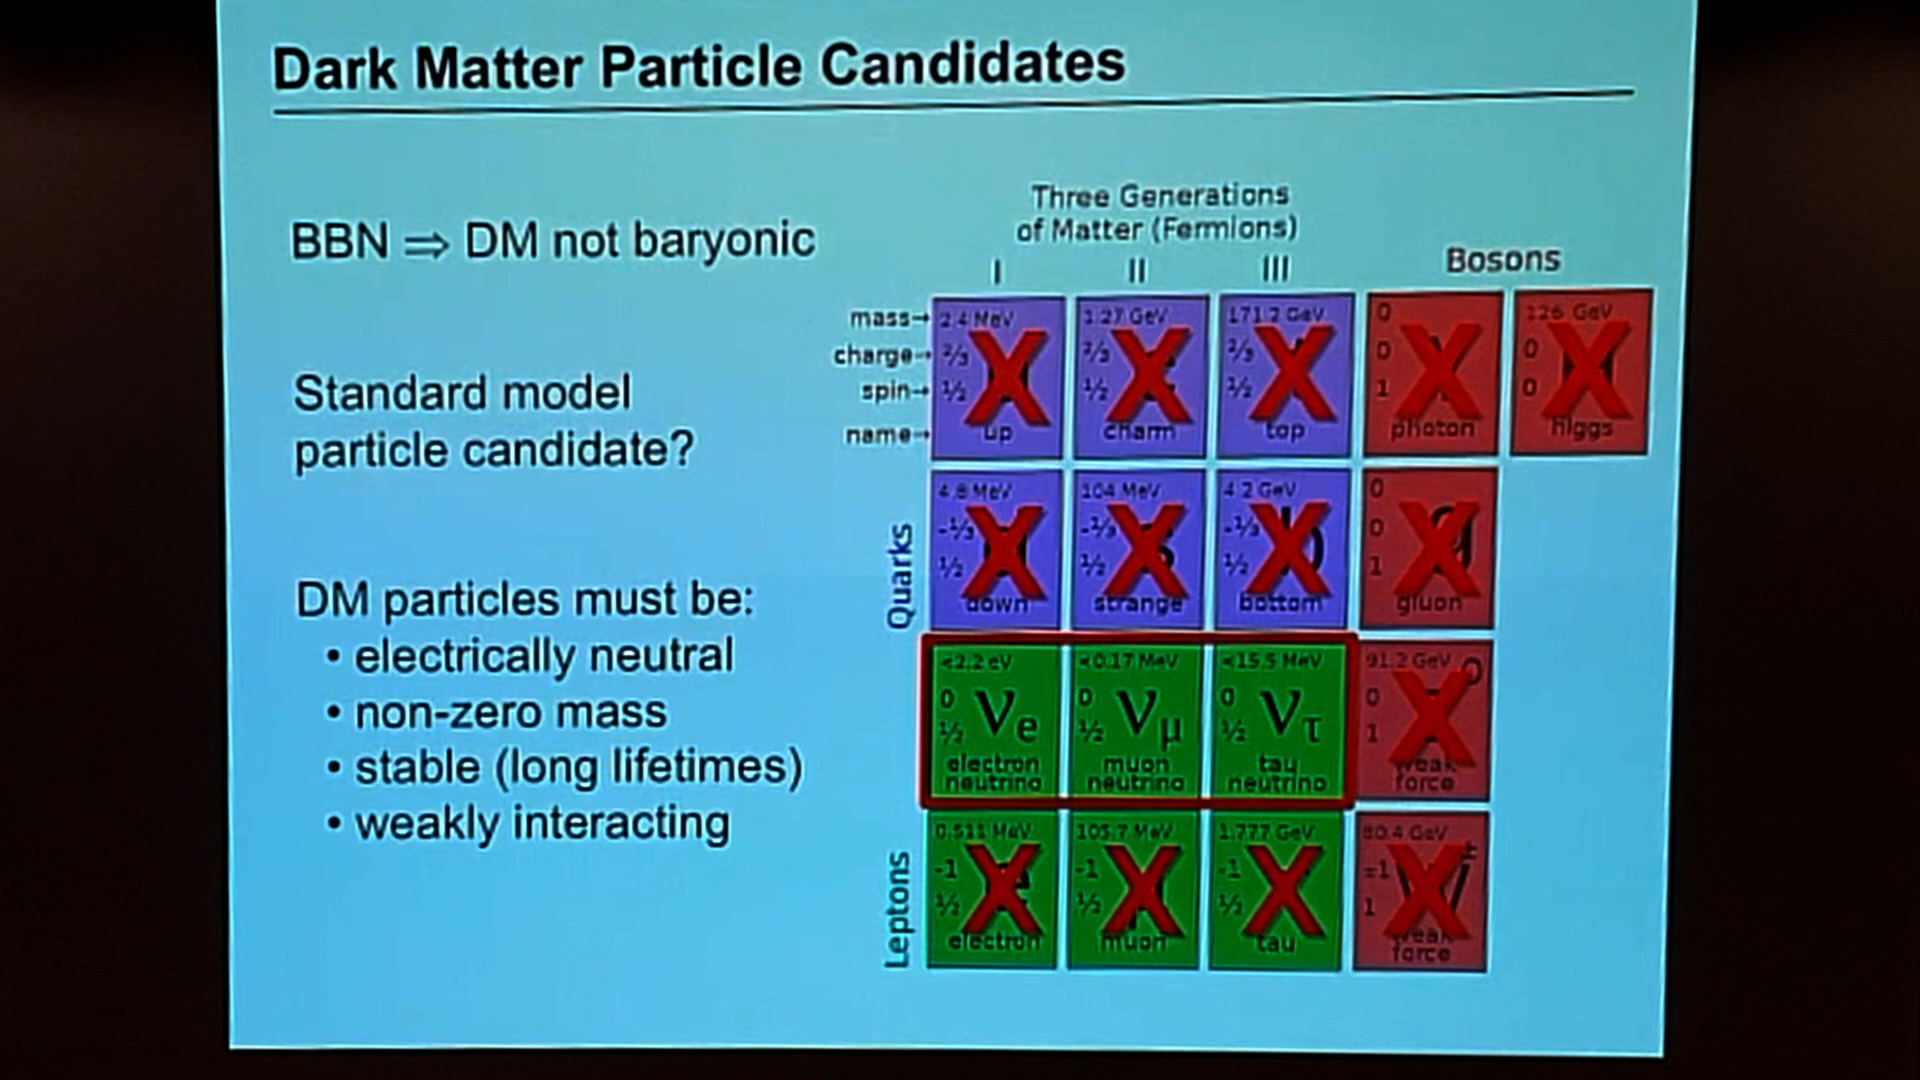 Dark Matter Particle Candidates
BBN ⇒ DM not baryonic
Standard model
particle candidate?
DM particles must be:
• electrically neutral
• non-zero mass
• stable (long lifetimes)
• weakly interacting
Three Generations
of Matter (Fermions)
I II III
Bosons
mass→
charge→
spin→
name→
2.4 MeV
⅔
½
up
1.27 GeV
⅔
½
charm
171.2 GeV
⅔
½
top
0
0
1
photon
126 GeV
0
0
higgs
Quarks
4.8 MeV
-⅓
½
down
104 MeV
-⅓
½
strange
4.2 GeV
-⅓
½
b
bottom
0
0
1
g
gluon
<2.2 eV
0
½
νe
electron
neutrino
<0.17 MeV
0
½
νμ
muon
neutrino
<15.5 MeV
0
½
ντ
tau
neutrino
91.2 GeV
0
0
1
weak
force
Leptons
0.511 MeV
-1
½
e
electron
105.7 MeV
-1
½
muon
1.777 GeV
-1
½
tau
80.4 GeV
±1
1
W±
weak
force